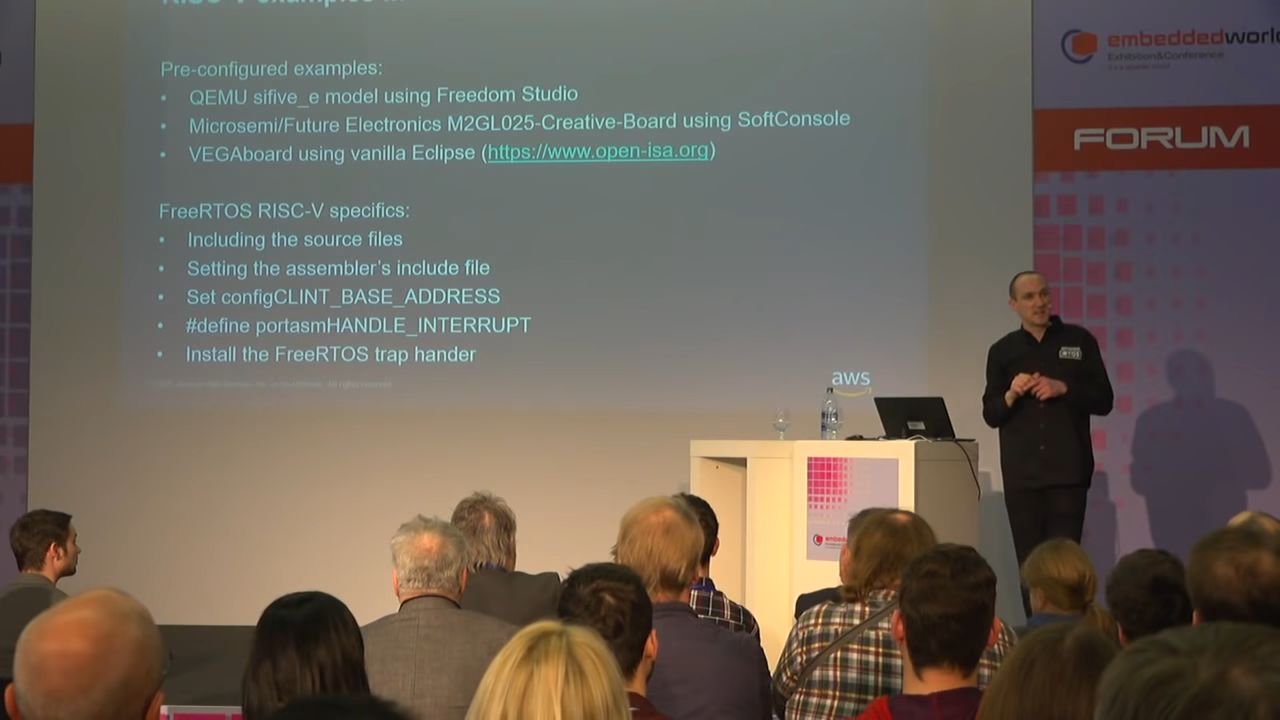 Pre-configured examples:
• QEMU sifive_e model using Freedom Studio
• Microsemi/Future Electronics M2GL025-Creative-Board using SoftConsole
• VEGAboard using vanilla Eclipse (https://www.open-isa.org)
FreeRTOS RISC-V specifics:
• Including the source files
• Setting the assembler's include file
• Set configCLINT_BASE_ADDRESS
• #define portasmHANDLE_INTERRUPT
• Install the FreeRTOS trap hander
aws
embeddedworld
Exhibition&Conference
FORUM
RTOS